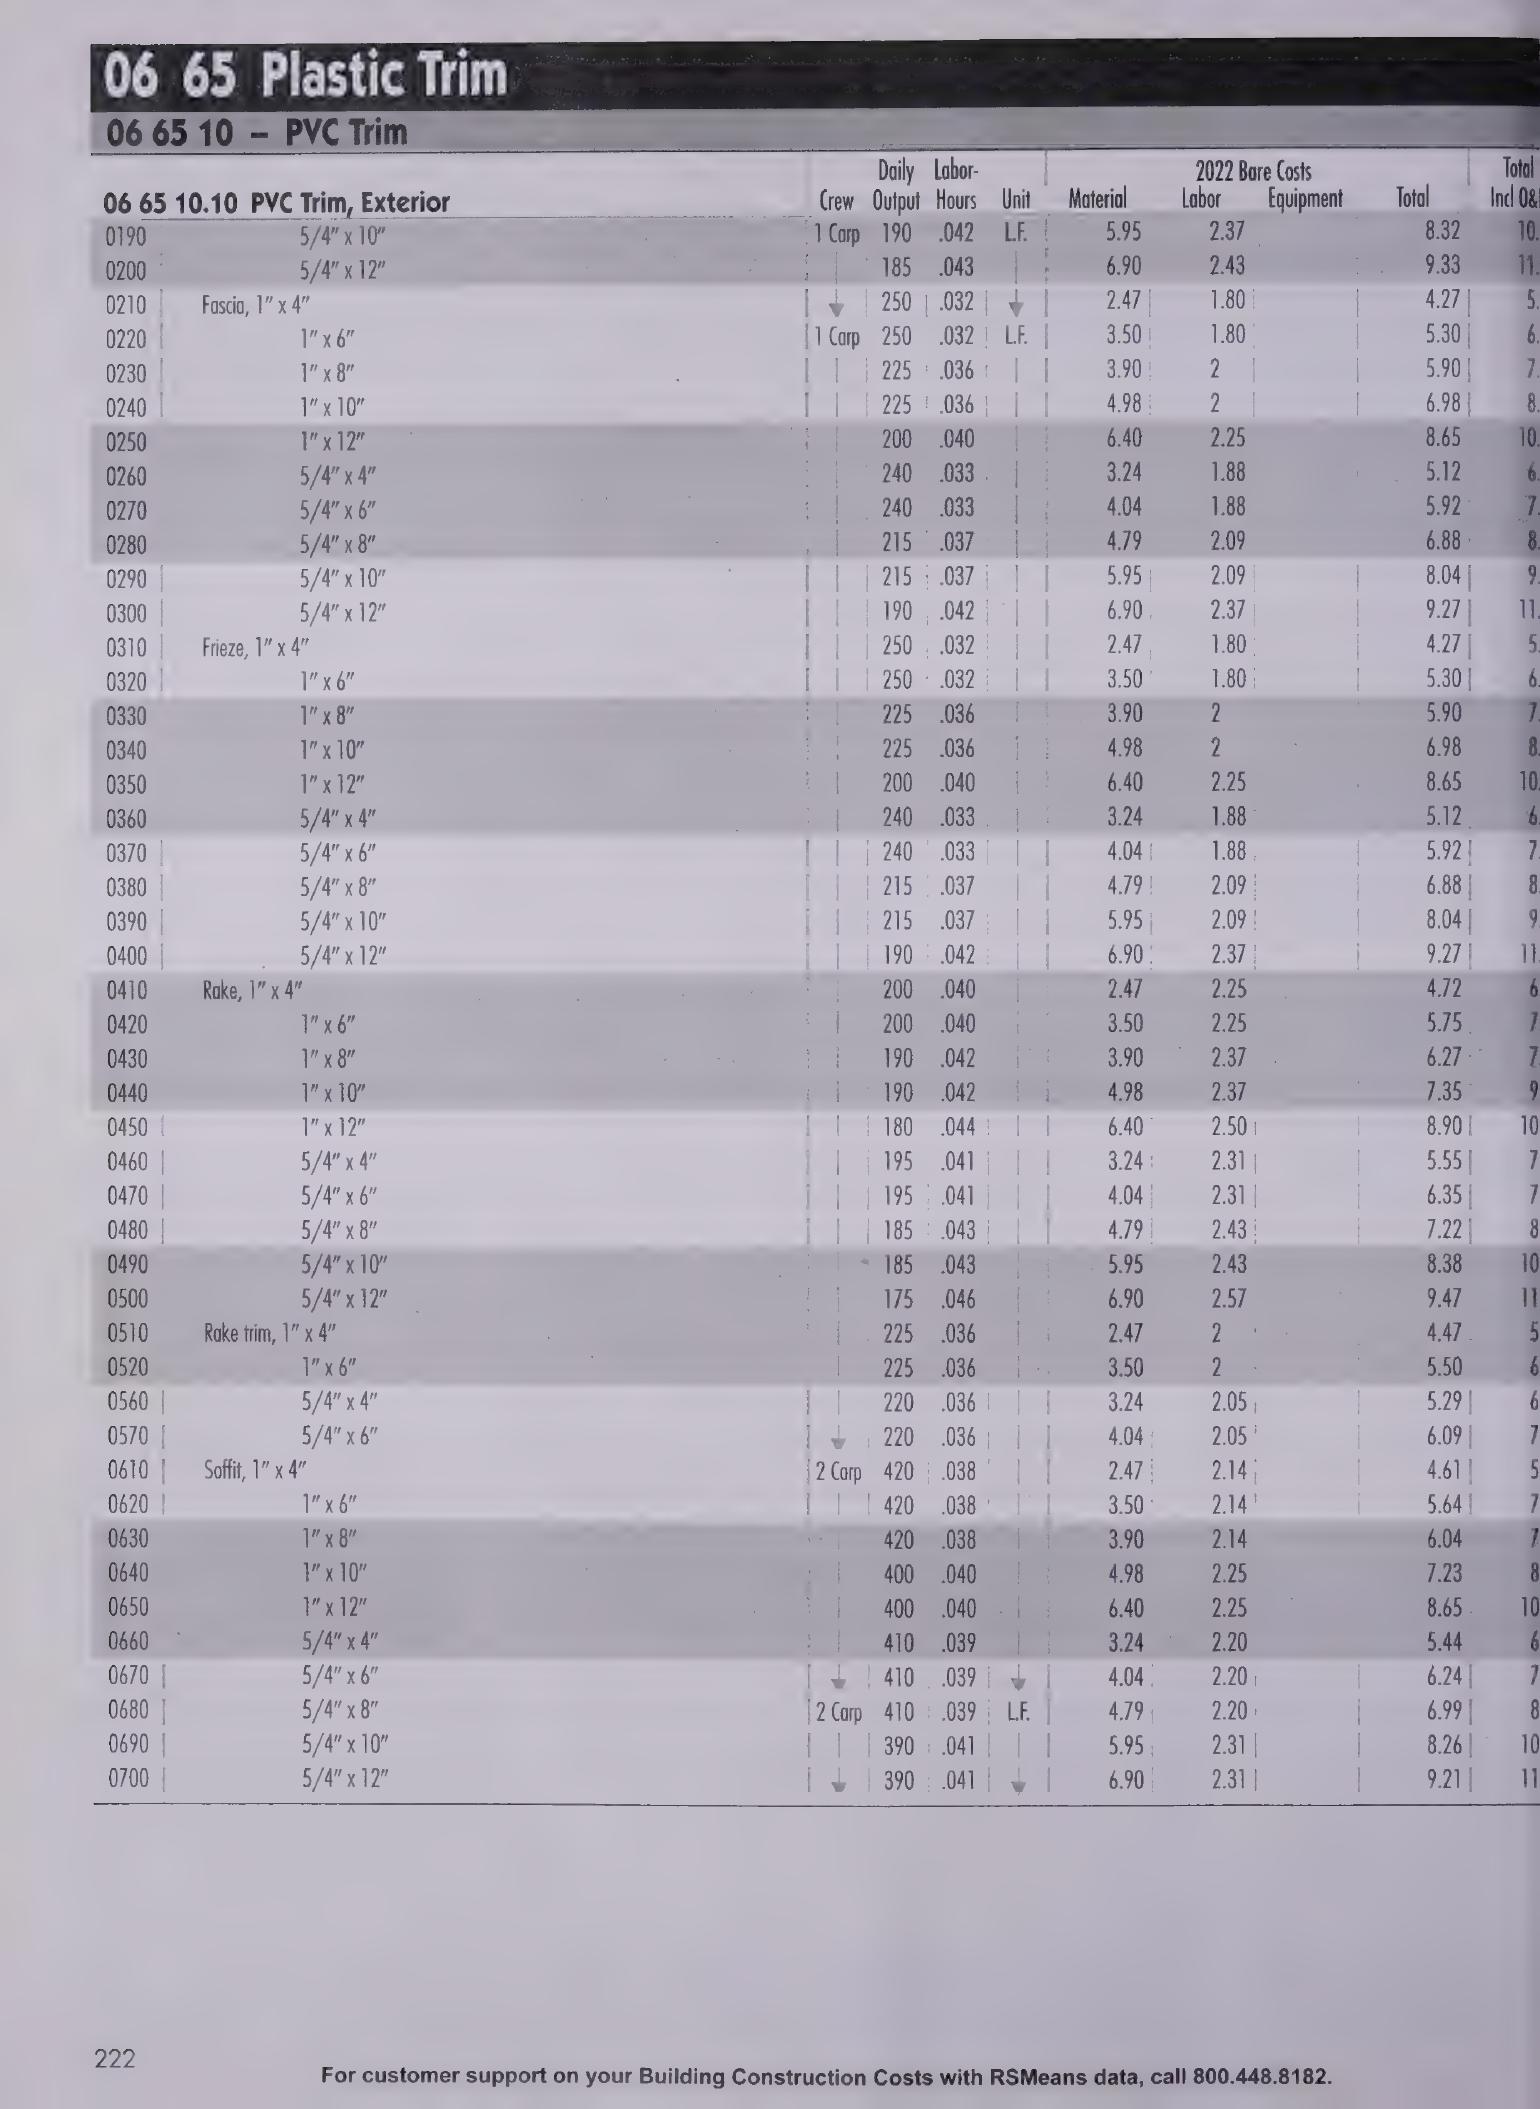 06 65 Plastic Trim
06 65 10 – PVC Trim
Daily Labor- 2022 Bare Costs Total
06 65 10.10 PVC Trim, Exterior Crew Output Hours Unit Material Labor Equipment Total Incl O&
0190 5/4" x 10" 1 Carp 190 .042 L.F. 5.95 2.37 8.32 10.
0200 5/4" x 12" 185 .043 6.90 2.43 9.33 11.
0210 Fascia, 1" x 4" 250 .032 2.47 1.80 4.27 5.
0220 1" x 6" 1 Carp 250 .032 L.F. 3.50 1.80 5.30 6.
0230 1" x 8" 225 .036 3.90 2 5.90 7.
0240 1" x 10" 225 .036 4.98 2 6.98 8.
0250 1" x 12" 200 .040 6.40 2.25 8.65 10.
0260 5/4" x 4" 240 .033 3.24 1.88 5.12 6.
0270 5/4" x 6" 240 .033 4.04 1.88 5.92 7.
0280 5/4" x 8" 215 .037 4.79 2.09 6.88 8.
0290 5/4" x 10" 215 .037 5.95 2.09 8.04 9.
0300 5/4" x 12" 190 .042 6.90 2.37 9.27 11.
0310 Frieze, 1" x 4" 250 .032 2.47 1.80 4.27 5.
0320 1" x 6" 250 .032 3.50 1.80 5.30 6.
0330 1" x 8" 225 .036 3.90 2 5.90 7.
0340 1" x 10" 225 .036 4.98 2 6.98 8.
0350 1" x 12" 200 .040 6.40 2.25 8.65 10
0360 5/4" x 4" 240 .033 3.24 1.88 5.12 6
0370 5/4" x 6" 240 .033 4.04 1.88 5.92 7
0380 5/4" x 8" 215 .037 4.79 2.09 6.88 8
0390 5/4" x 10" 215 .037 5.95 2.09 8.04 9
0400 5/4" x 12" 190 .042 6.90 2.37 9.27 11
0410 Rake, 1" x 4" 200 .040 2.47 2.25 4.72 6
0420 1" x 6" 200 .040 3.50 2.25 5.75 7
0430 1" x 8" 190 .042 3.90 2.37 6.27 7
0440 1" x 10" 190 .042 4.98 2.37 7.35 9
0450 1" x 12" 180 .044 6.40 2.50 8.90 10
0460 5/4" x 4" 195 .041 3.24 2.31 5.55 7
0470 5/4" x 6" 195 .041 4.04 2.31 6.35 7
0480 5/4" x 8" 185 .043 4.79 2.43 7.22 8
0490 5/4" x 10" 185 .043 5.95 2.43 8.38 10
0500 5/4" x 12" 175 .046 6.90 2.57 9.47 11
0510 Rake trim, 1" x 4" 225 .036 2.47 2 4.47 5
0520 1" x 6" 225 .036 3.50 2 5.50 6
0560 5/4" x 4" 220 .036 3.24 2.05 5.29 6
0570 5/4" x 6" 220 .036 4.04 2.05 6.09 7
0610 Soffit, 1" x 4" 2 Carp 420 .038 2.47 2.14 4.61 5
0620 1" x 6" 420 .038 3.50 2.14 5.64 7
0630 1" x 8" 420 .038 3.90 2.14 6.04 7
0640 1" x 10" 400 .040 4.98 2.25 7.23 8
0650 1" x 12" 400 .040 6.40 2.25 8.65 10
0660 5/4" x 4" 410 .039 3.24 2.20 5.44 6
0670 5/4" x 6" 410 .039 4.04 2.20 6.24 7
0680 5/4" x 8" 2 Carp 410 .039 L.F. 4.79 2.20 6.99 8
0690 5/4" x 10" 390 .041 5.95 2.31 8.26 10
0700 5/4" x 12" 390 .041 6.90 2.31 9.21 11
222
For customer support on your Building Construction Costs with RSMeans data, call 800.448.8182.